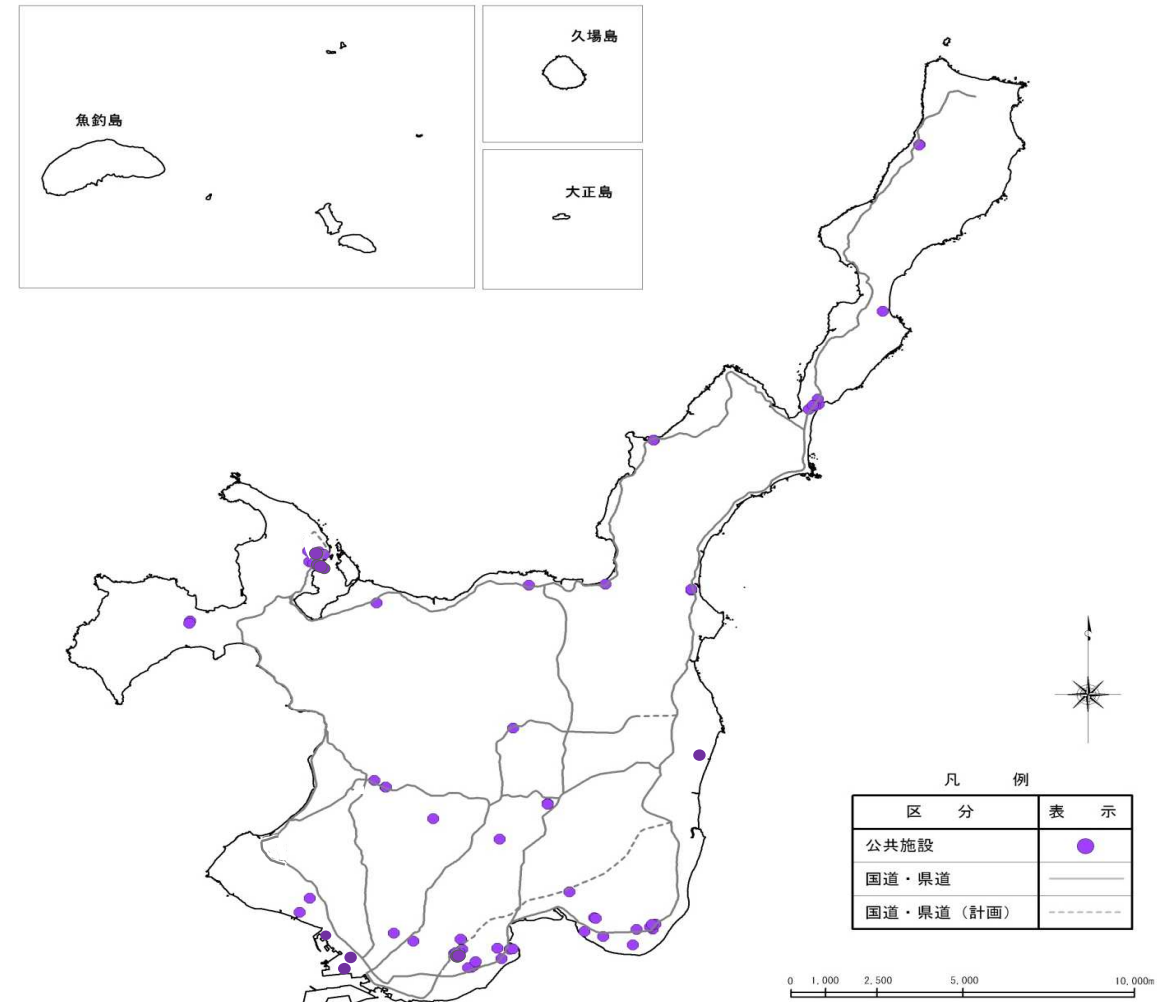 久場島
魚釣島
大正島
凡 例
区 分 表 示
公共施設
国道・県道
国道・県道（計画）
0 1,000 2,500 5,000 10,000m